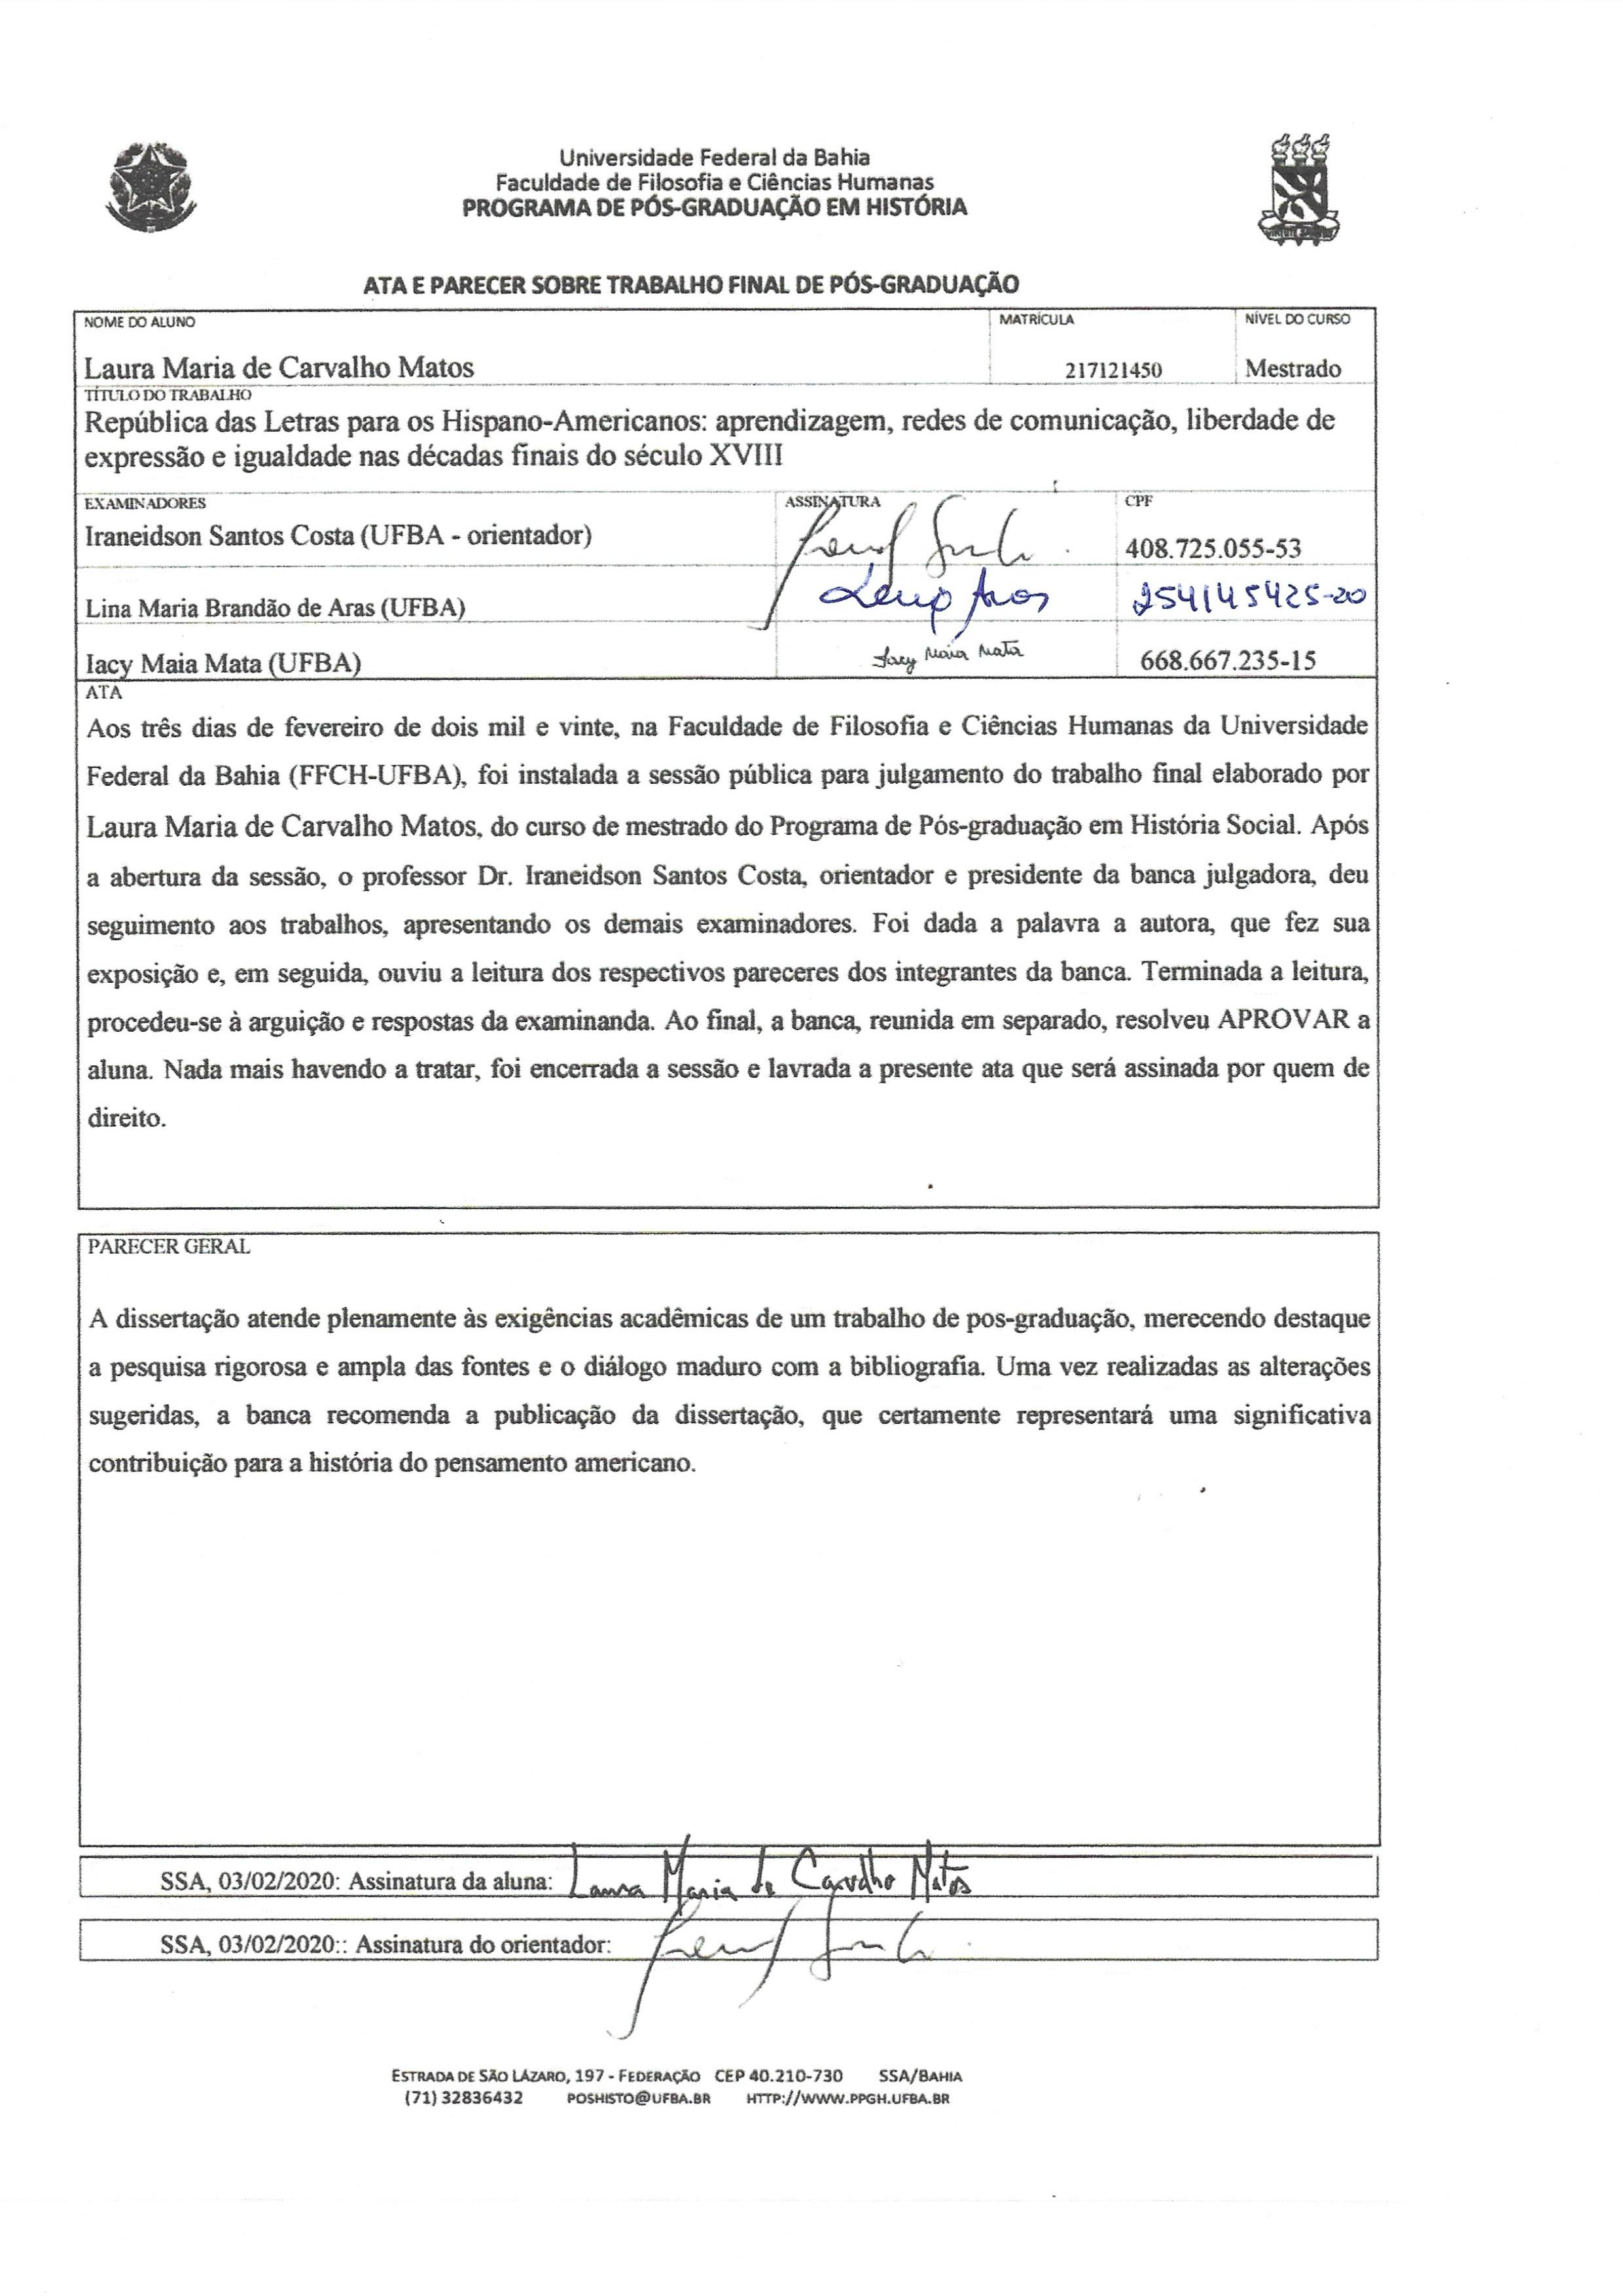 Universidade Federal da Bahia
Faculdade de Filosofia e Ciências Humanas
PROGRAMA DE PÓS-GRADUAÇÃO EM HISTÓRIA
ATA E PARECER SOBRE TRABALHO FINAL DE PÓS-GRADUAÇÃO
NOME DO ALUNO MATRÍCULA NÍVEL DO CURSO
Laura Maria de Carvalho Matos 217121450 Mestrado
TÍTULO DO TRABALHO
República das Letras para os Hispano-Americanos: aprendizagem, redes de comunicação, liberdade de
expressão e igualdade nas décadas finais do século XVIII
EXAMINADORES ASSINATURA CPF
Iraneidson Santos Costa (UFBA - orientador) 408.725.055-53
Lina Maria Brandão de Aras (UFBA) 254145425-20
Iacy Maia Mata (UFBA) Iacy Maia Mata 668.667.235-15
ATA
Aos três dias de fevereiro de dois mil e vinte, na Faculdade de Filosofia e Ciências Humanas da Universidade
Federal da Bahia (FFCH-UFBA), foi instalada a sessão pública para julgamento do trabalho final elaborado por
Laura Maria de Carvalho Matos, do curso de mestrado do Programa de Pós-graduação em História Social. Após
a abertura da sessão, o professor Dr. Iraneidson Santos Costa, orientador e presidente da banca julgadora, deu
seguimento aos trabalhos, apresentando os demais examinadores. Foi dada a palavra a autora, que fez sua
exposição e, em seguida, ouviu a leitura dos respectivos pareceres dos integrantes da banca. Terminada a leitura,
procedeu-se à arguição e respostas da examinanda. Ao final, a banca, reunida em separado, resolveu APROVAR a
aluna. Nada mais havendo a tratar, foi encerrada a sessão e lavrada a presente ata que será assinada por quem de
direito.
PARECER GERAL
A dissertação atende plenamente às exigências acadêmicas de um trabalho de pos-graduação, merecendo destaque
a pesquisa rigorosa e ampla das fontes e o diálogo maduro com a bibliografia. Uma vez realizadas as alterações
sugeridas, a banca recomenda a publicação da dissertação, que certamente representará uma significativa
contribuição para a história do pensamento americano.
SSA, 03/02/2020: Assinatura da aluna: Laura Maria de Carvalho Matos
SSA, 03/02/2020:: Assinatura do orientador:
ESTRADA DE SÃO LÁZARO, 197 - FEDERAÇÃO CEP 40.210-730 SSA/BAHIA
(71) 32836432 POSHISTO@UFBA.BR HTTP://WWW.PPGH.UFBA.BR